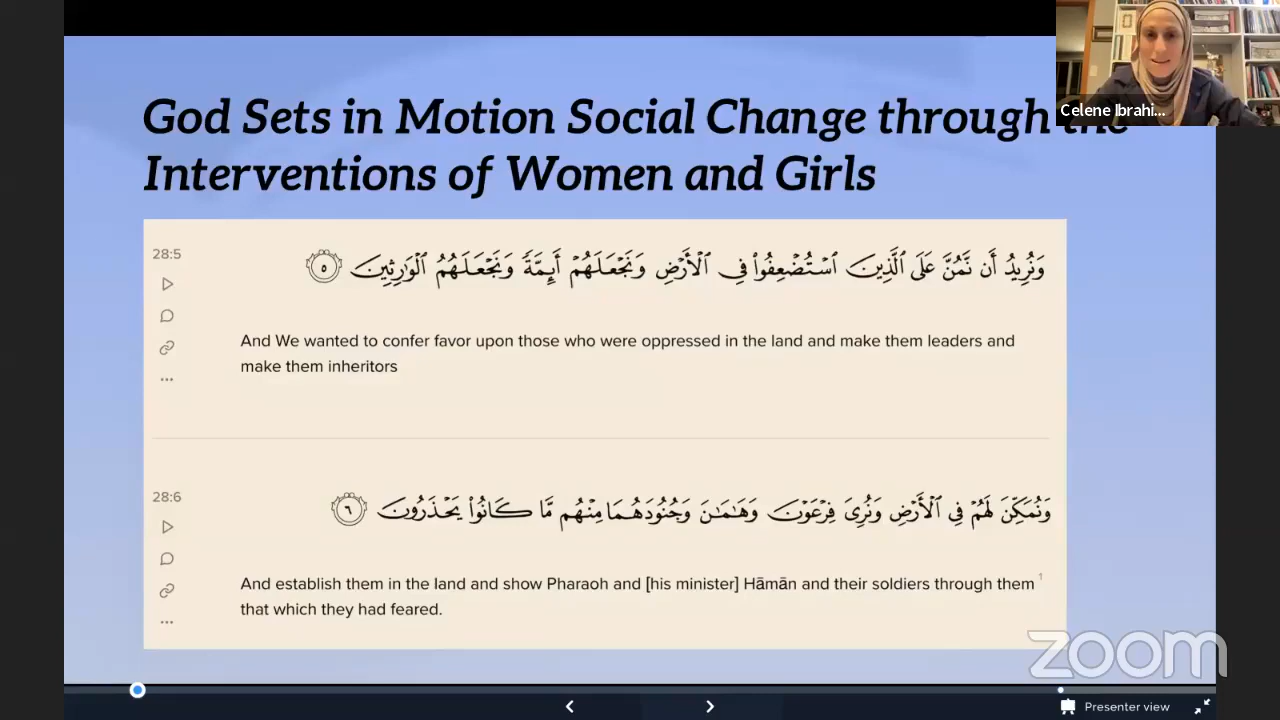 God Sets in Motion Social Change through the
Interventions of Women and Girls
Celene Ibrahi...
28:5
وَنُرِيدُ أَن نَّمُنَّ عَلَى ٱلَّذِينَ ٱسْتُضْعِفُوا۟ فِى ٱلْأَرْضِ وَنَجْعَلَهُمْ أَئِمَّةً وَنَجْعَلَهُمُ ٱلْوَٰرِثِينَ ٥
And We wanted to confer favor upon those who were oppressed in the land and make them leaders and
make them inheritors
28:6
وَنُمَكِّنَ لَهُمْ فِى ٱلْأَرْضِ وَنُرِىَ فِرْعَوْنَ وَهَـٰمَـٰنَ وَجُنُودَهُمَا مِنْهُم مَّا كَانُوا۟ يَحْذَرُونَ ٦
And establish them in the land and show Pharaoh and [his minister] Hāmān and their soldiers through them 1
that which they had feared.
zoom
Presenter view